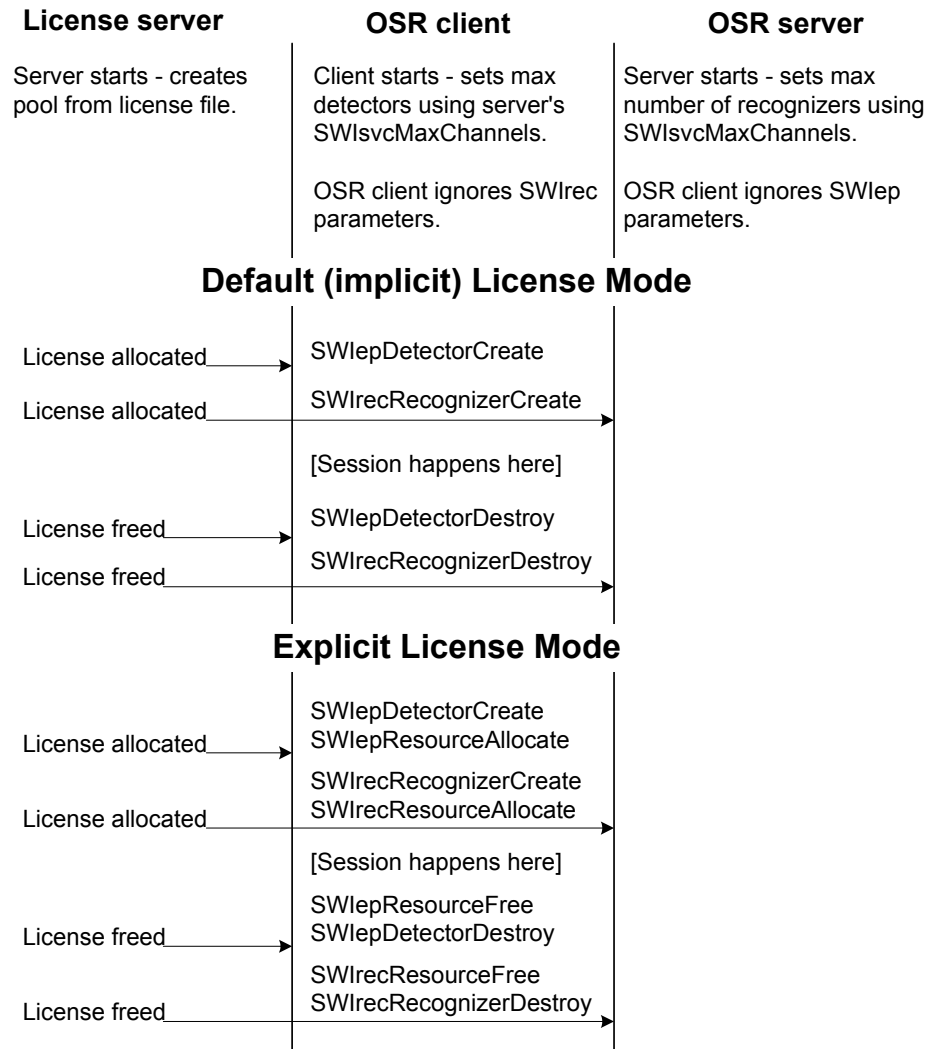 License server
OSR client
OSR server
Server starts - creates
pool from license file.
Client starts - sets max
detectors using server's
SWIsvcMaxChannels.
OSR client ignores SWIrec
parameters.
Server starts - sets max
number of recognizers using
SWIsvcMaxChannels.
OSR client ignores SWIep
parameters.
Default (implicit) License Mode
License allocated
SWIepDetectorCreate
License allocated
SWIrecRecognizerCreate
[Session happens here]
License freed
SWIepDetectorDestroy
License freed
SWIrecRecognizerDestroy
Explicit License Mode
SWIepDetectorCreate
License allocated
SWIepResourceAllocate
SWIrecRecognizerCreate
License allocated
SWIrecResourceAllocate
[Session happens here]
SWIepResourceFree
License freed
SWIepDetectorDestroy
SWIrecResourceFree
License freed
SWIrecRecognizerDestroy